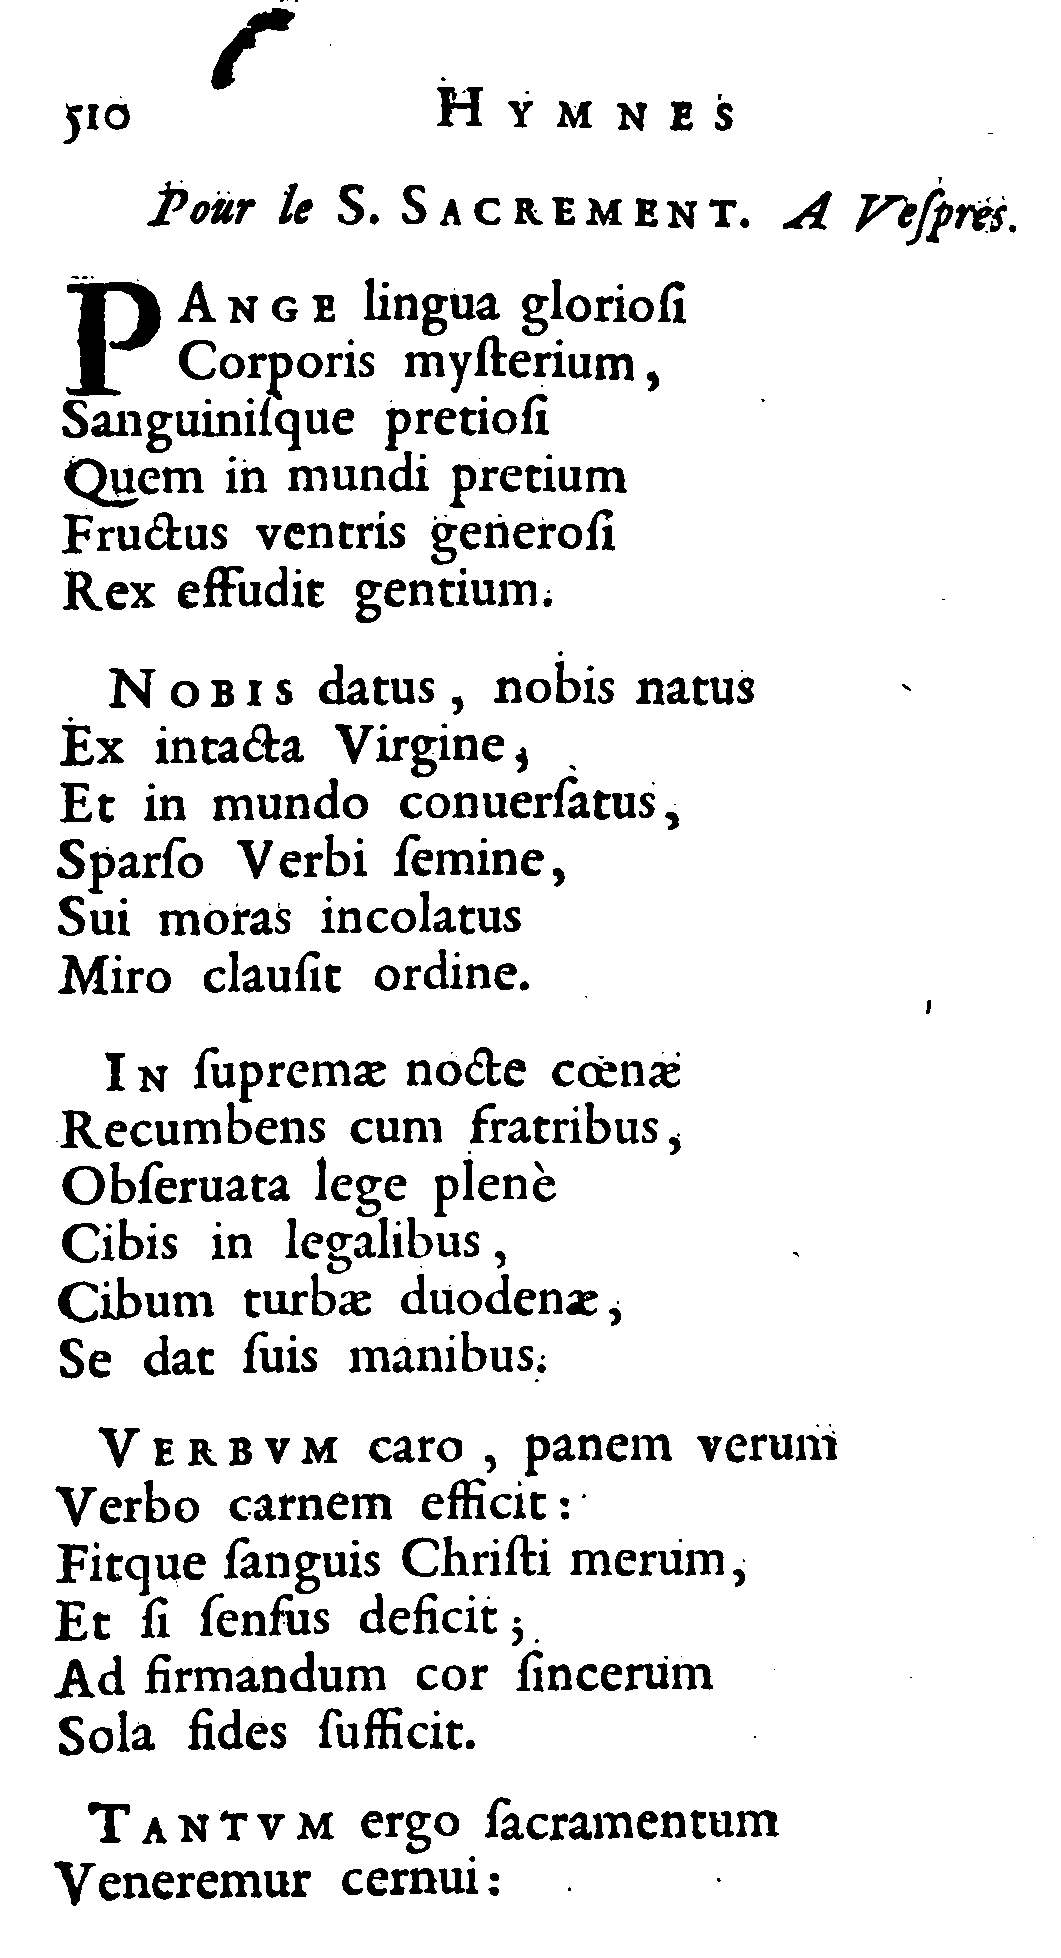 510 HYMNES
Pour le S. SACREMENT. A Veſpres.
PANGE lingua glorioſi
Corporis myſterium,
Sanguiniſque pretioſi
Quem in mundi pretium
Fructus ventris generoſi
Rex effudit gentium.
NOBIS datus, nobis natus
Ex intacta Virgine,
Et in mundo conuerſatus,
Sparſo Verbi ſemine,
Sui moras incolatus
Miro clauſit ordine.
IN ſupremæ nocte cœnæ
Recumbens cum fratribus,
Obſeruata lege plenè
Cibis in legalibus,
Cibum turbæ duodenæ,
Se dat ſuis manibus.
VERBVM caro, panem verum
Verbo carnem efficit:
Fitque ſanguis Chriſti merum,
Et ſi ſenſus deficit;
Ad firmandum cor ſincerum
Sola fides ſufficit.
TANTVM ergo ſacramentum
Veneremur cernui: